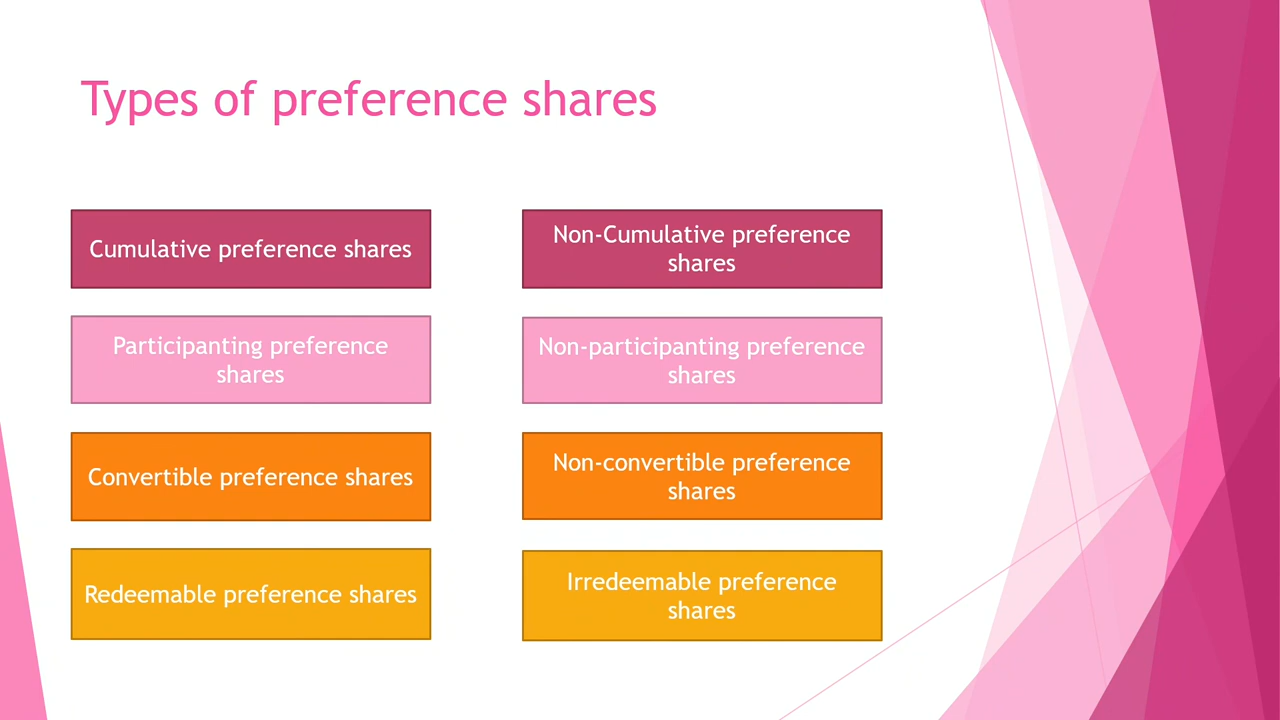 Types of preference shares
Cumulative preference shares
Non-Cumulative preference
shares
Participanting preference
shares
Non-participanting preference
shares
Convertible preference shares
Non-convertible preference
shares
Redeemable preference shares
Irredeemable preference
shares